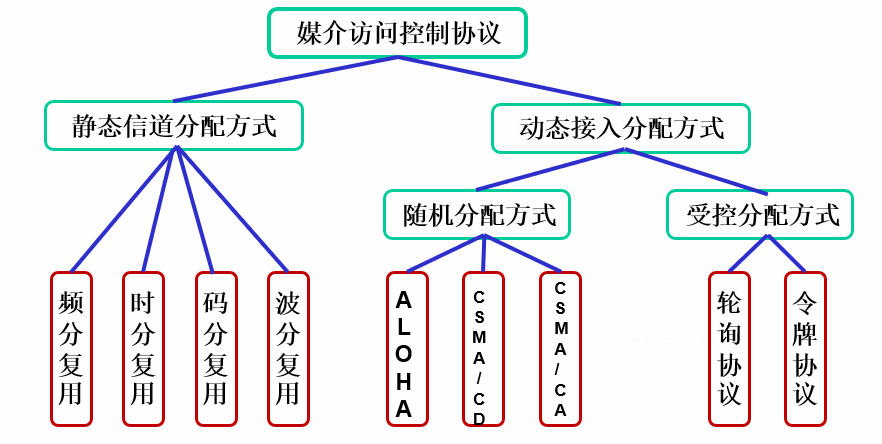 媒介访问控制协议
静态信道分配方式
动态接入分配方式
随机分配方式
受控分配方式
频分复用
时分复用
码分复用
波分复用
ALOHA
CSMA/CD
CSMA/CA
轮询协议
令牌协议